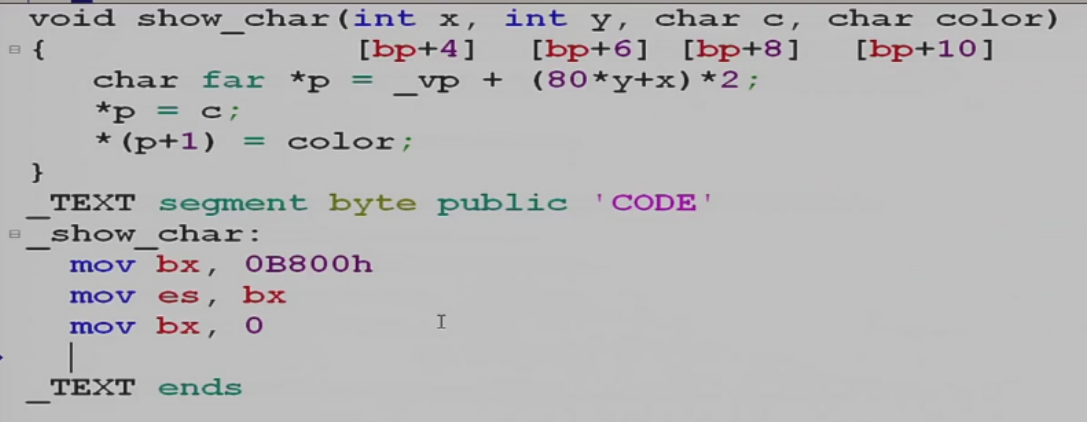 void show_char(int x, int y, char c, char color)
{ [bp+4] [bp+6] [bp+8] [bp+10]
char far *p = _vp + (80*y+x)*2;
*p = c;
*(p+1) = color;
}
_TEXT segment byte public 'CODE'
_show_char:
mov bx, 0B800h
mov es, bx
mov bx, 0
_TEXT ends